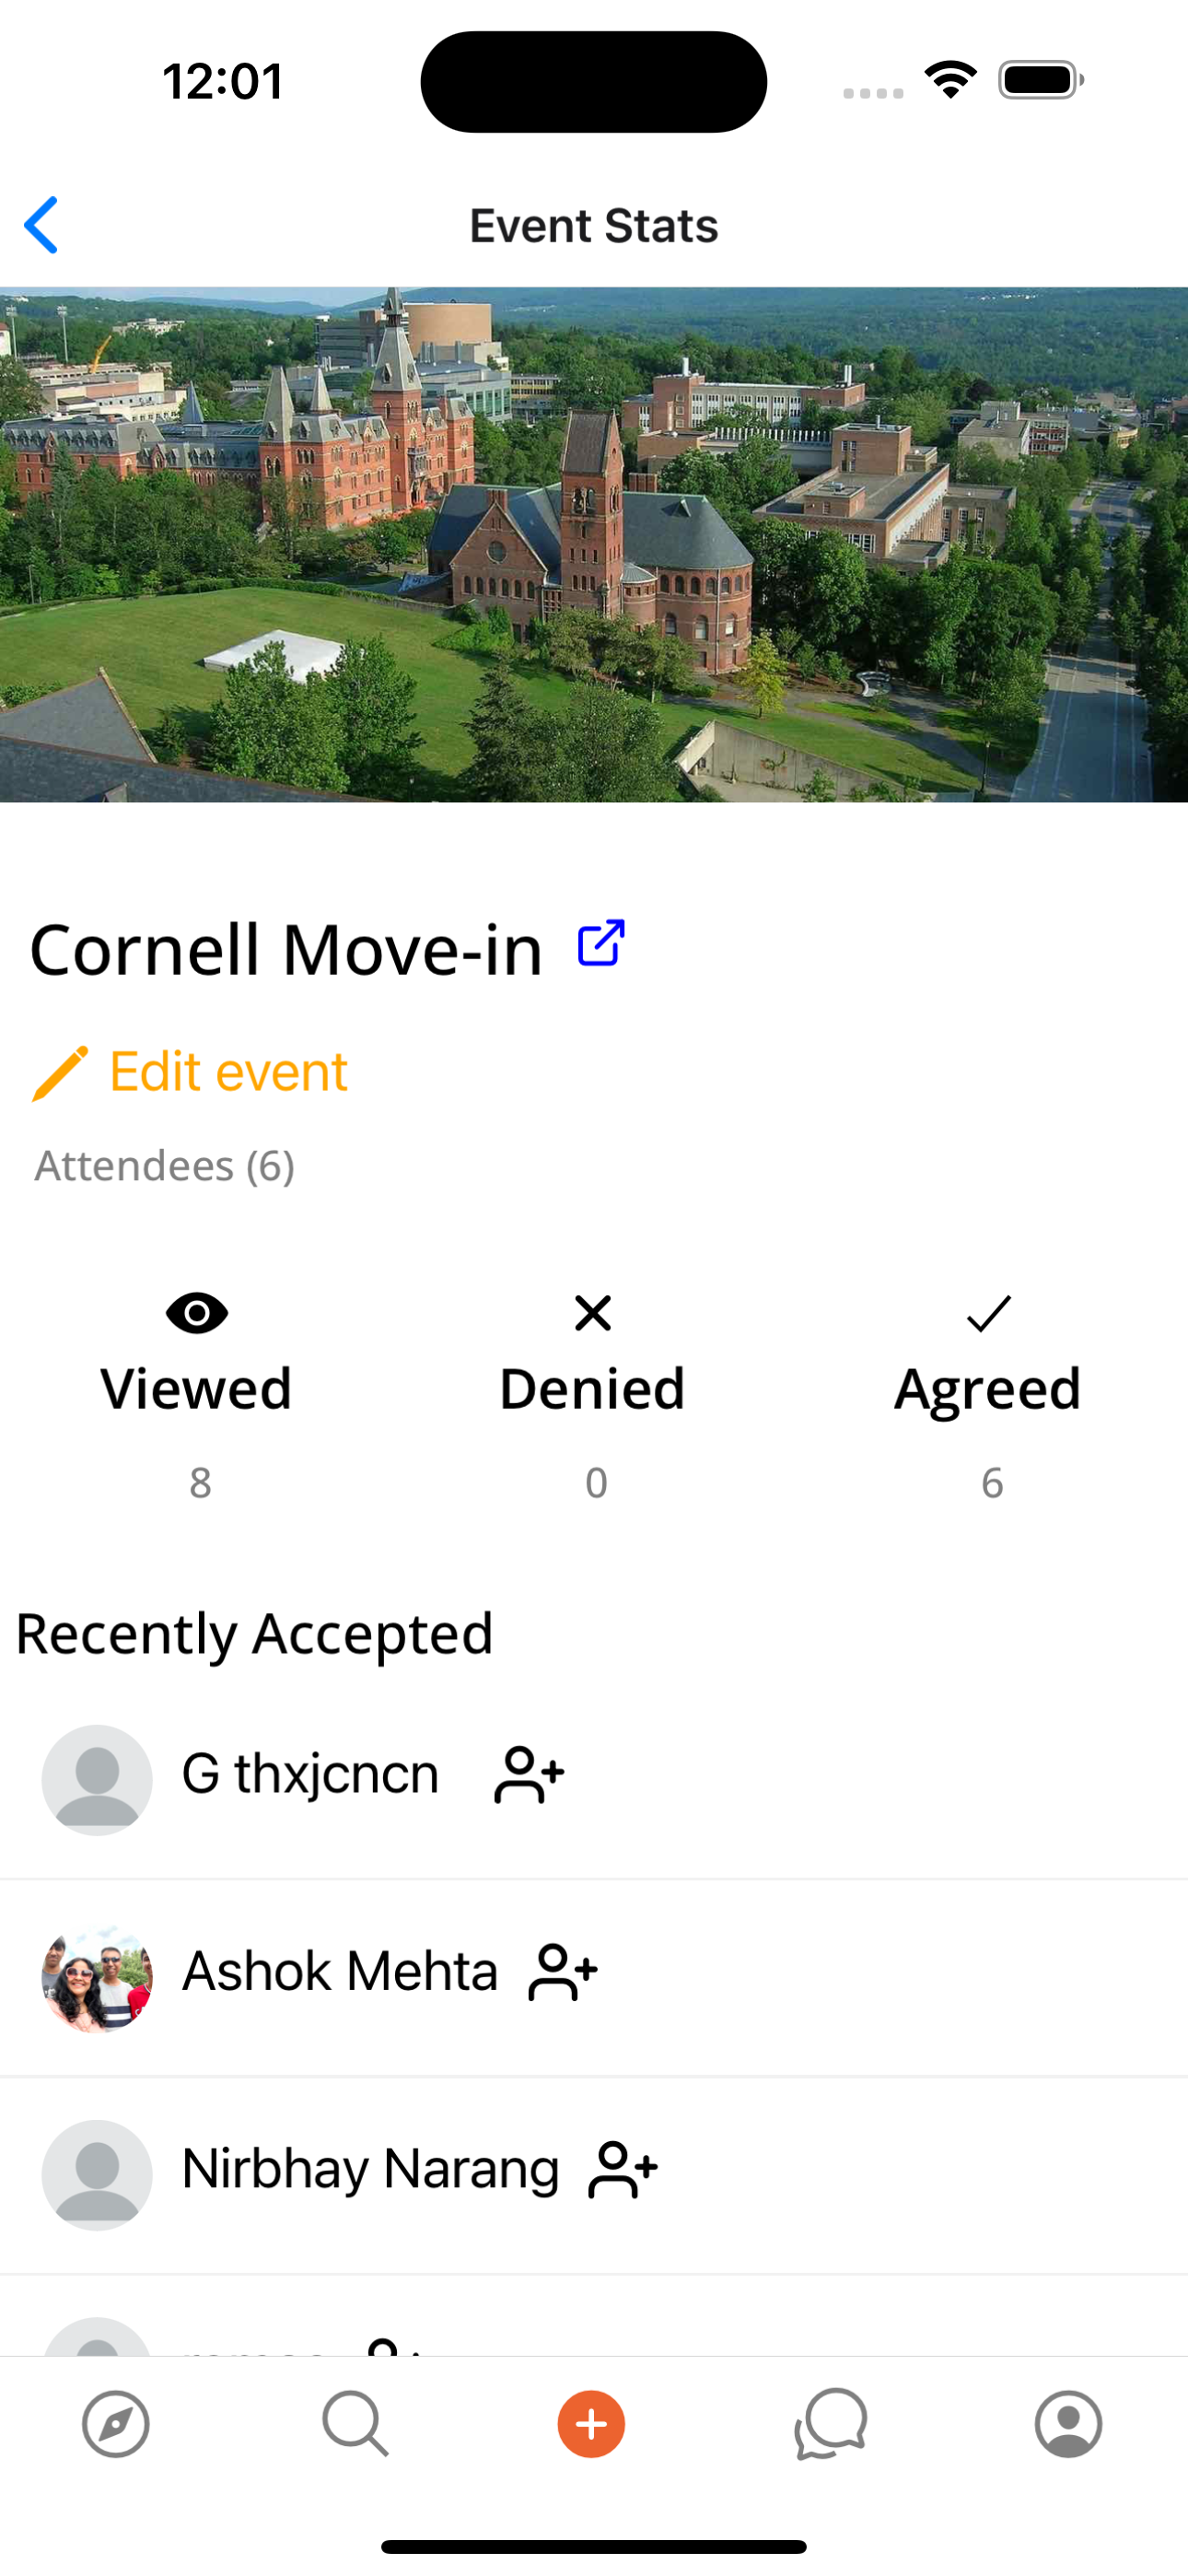 12:01
Event Stats
Cornell Move-in
Edit event
Attendees (6)
Viewed
Denied
Agreed
8
0
6
Recently Accepted
G thxjcncn
Ashok Mehta
Nirbhay Narang